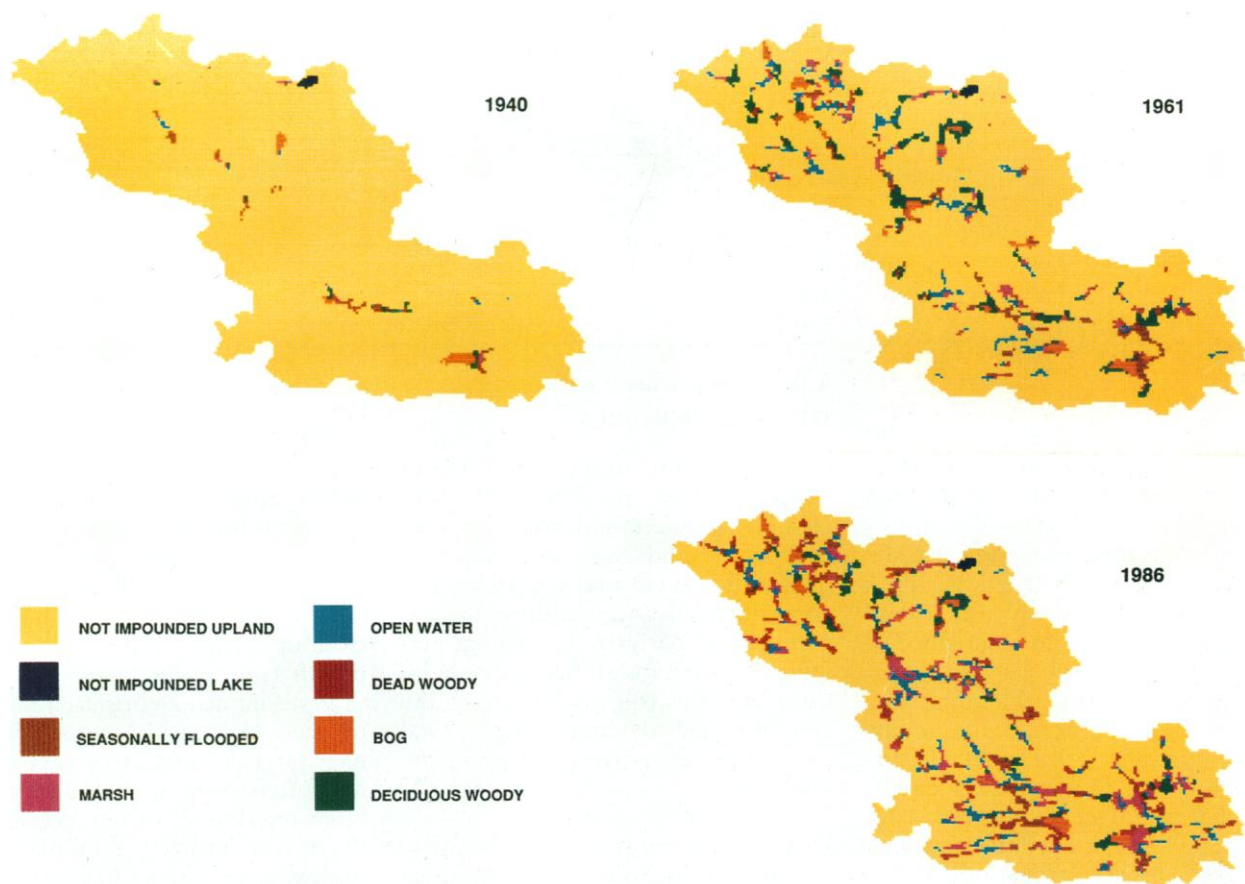 1940
1961
1986
NOT IMPOUNDED UPLAND
NOT IMPOUNDED LAKE
SEASONALLY FLOODED
MARSH
OPEN WATER
DEAD WOODY
BOG
DECIDUOUS WOODY